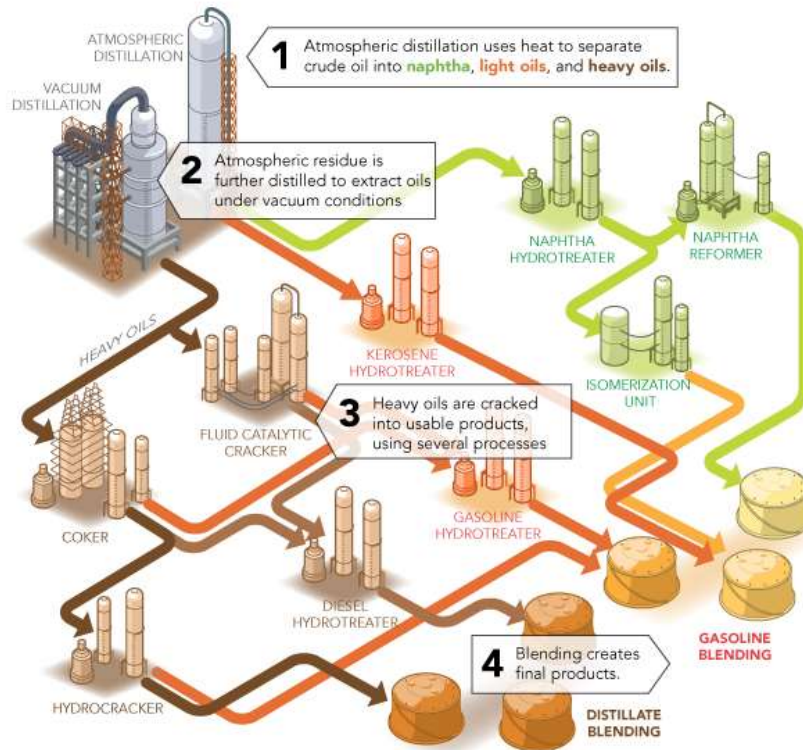 ATMOSPHERIC
DISTILLATION
1 Atmospheric distillation uses heat to separate
crude oil into naphtha, light oils, and heavy oils.
VACUUM
DISTILLATION
2 Atmospheric residue is
further distilled to extract oils
under vacuum conditions
NAPHTHA
HYDROTREATER
NAPHTHA
REFORMER
HEAVY OILS
KEROSENE
HYDROTREATER
ISOMERIZATION
UNIT
FLUID CATALYTIC
CRACKER
3 Heavy oils are cracked
into usable products,
using several processes
COKER
GASOLINE
HYDROTREATER
DIESEL
HYDROTREATER
GASOLINE
BLENDING
4 Blending creates
final products.
HYDROCRACKER
DISTILLATE
BLENDING